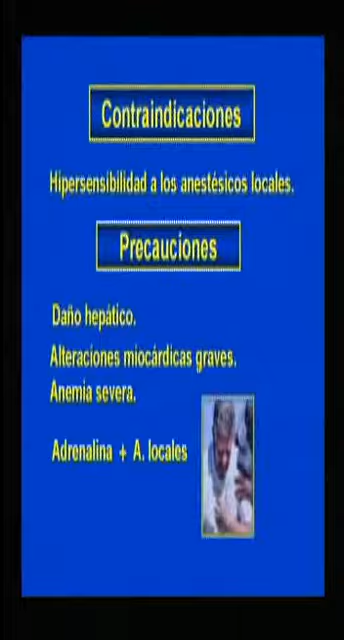 Contraindicaciones
Hipersensibilidad a los anestésicos locales.
Precauciones
Daño hepático.
Alteraciones miocárdicas graves.
Anemia severa.
Adrenalina + A. locales